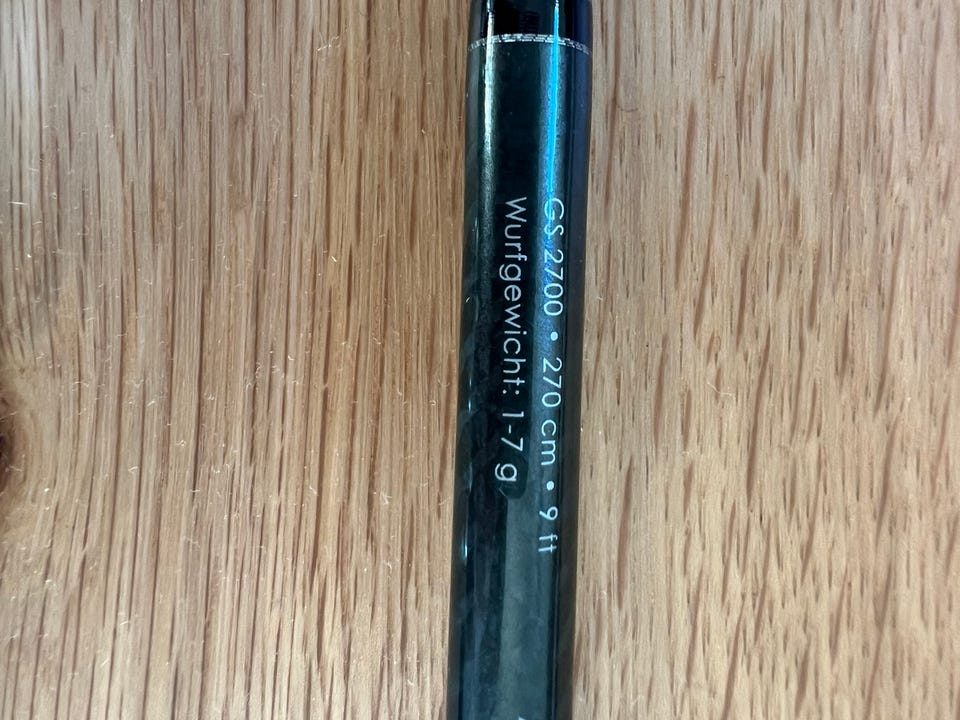 GS 2700 • 270 cm • 9 ft
Wurfgewicht: 1-7 g